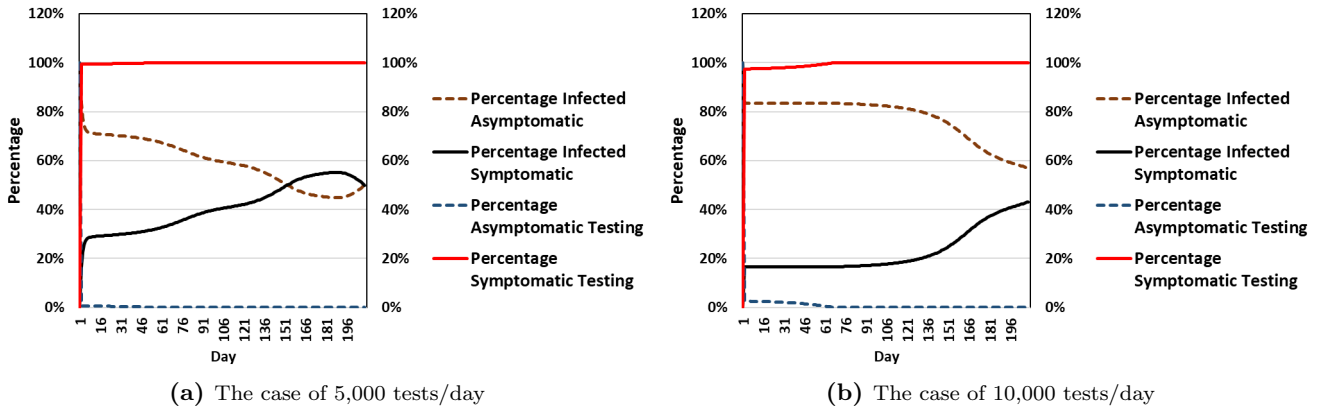 120%
100%
80%
60%
40%
20%
0%
Percentage
120%
100%
80%
60%
40%
20%
0%
1 16 31 46 61 76 91 106 121 136 151 166 181 196
Day
Percentage Infected
Asymptomatic
Percentage Infected
Symptomatic
Percentage
Asymptomatic Testing
Percentage
Symptomatic Testing
(a) The case of 5,000 tests/day
120%
100%
80%
60%
40%
20%
0%
Percentage
120%
100%
80%
60%
40%
20%
0%
1 16 31 46 61 76 91 106 121 136 151 166 181 196
Day
Percentage Infected
Asymptomatic
Percentage Infected
Symptomatic
Percentage
Asymptomatic Testing
Percentage
Symptomatic Testing
(b) The case of 10,000 tests/day